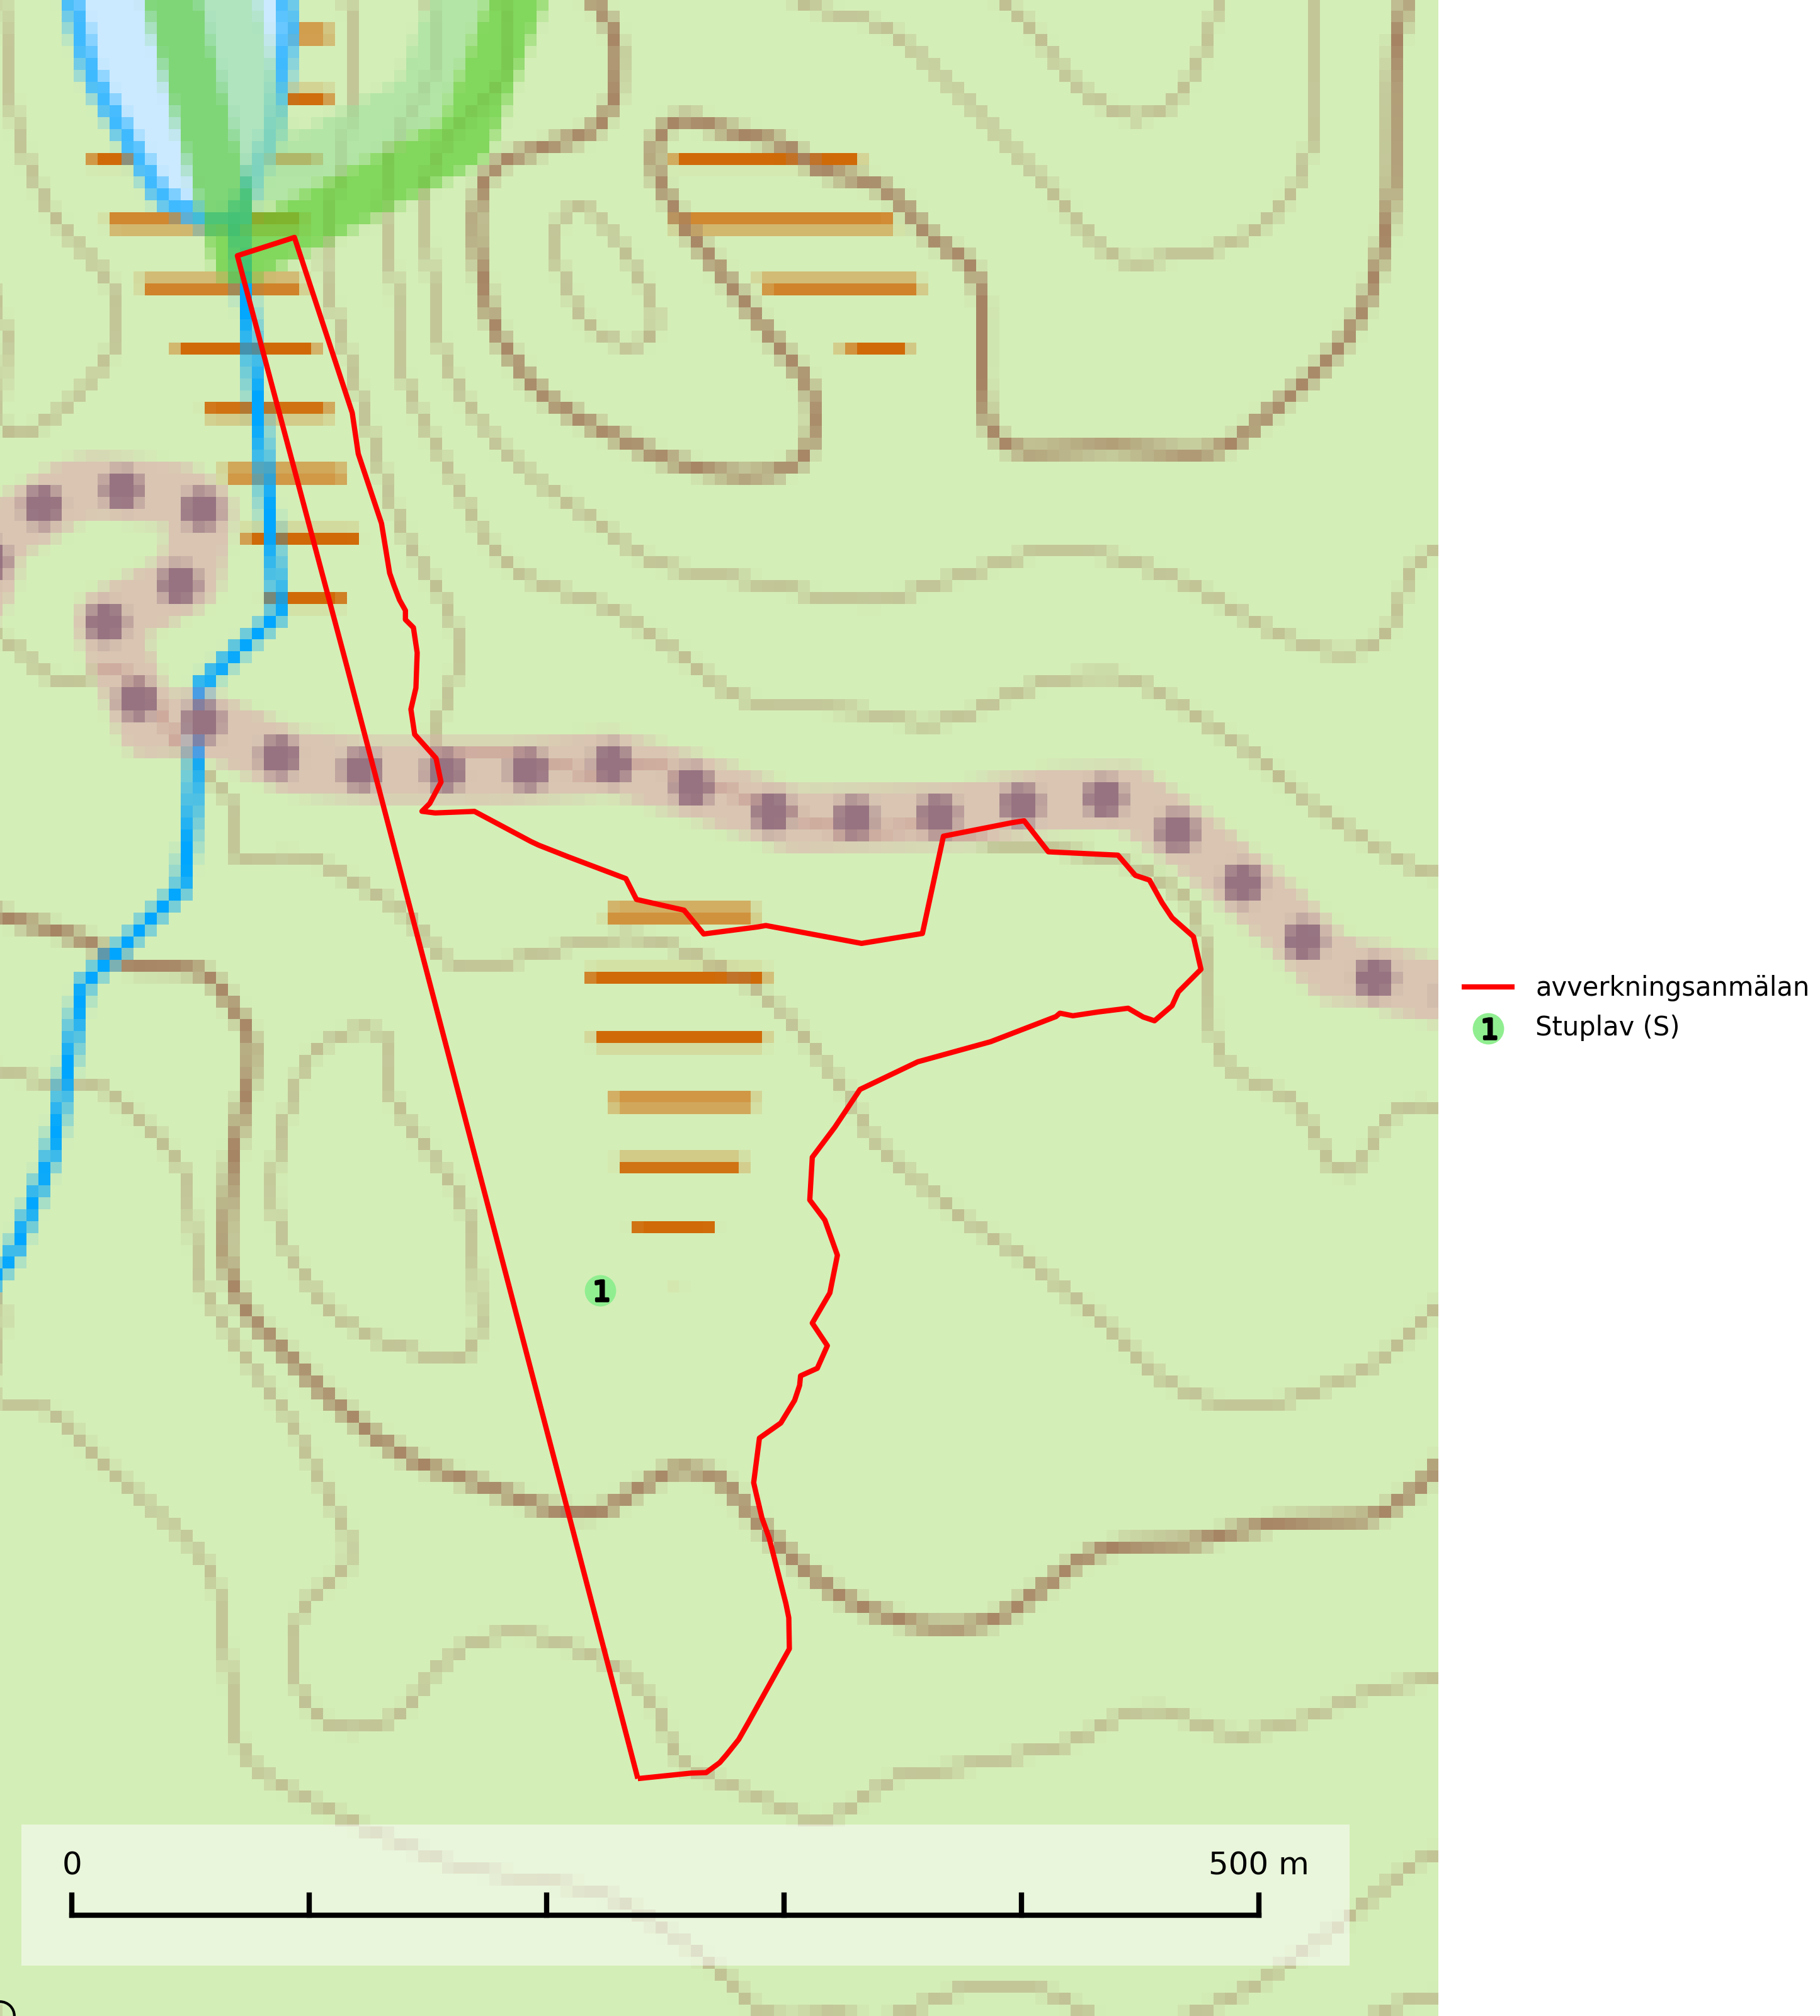 avverkningsanmälan
1 Stuplav (S)
1
0 500 m